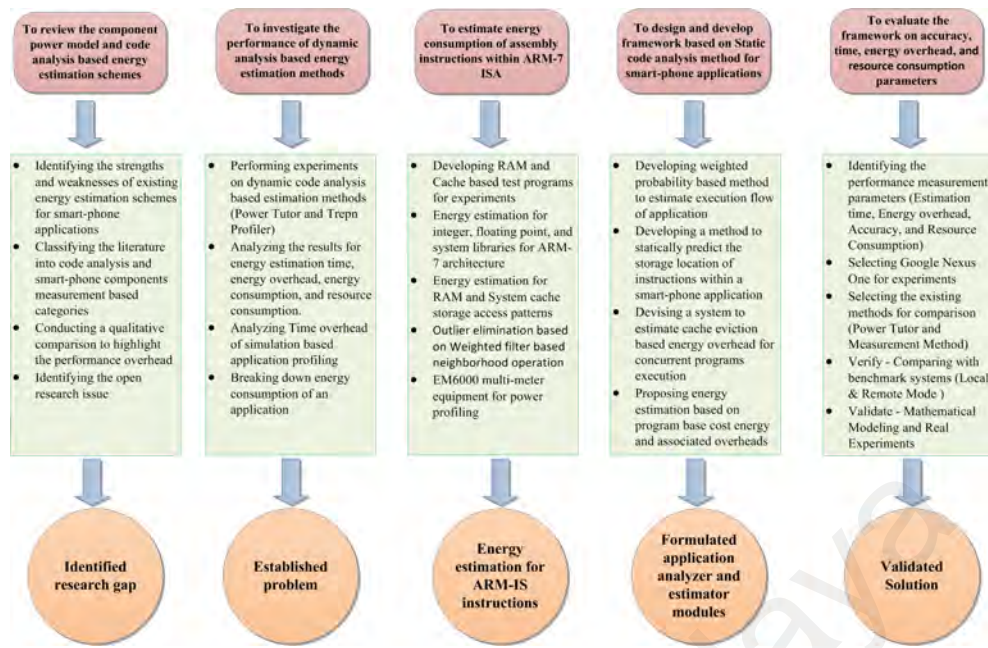 To review the component
power model and code
analysis based energy
estimation schemes
To investigate the
performance of dynamic
analysis based energy
estimation methods
To estimate energy
consumption of assembly
instructions within ARM-7
ISA
To design and develop
framework based on Static
code analysis method for
smart-phone applications
To evaluate the
framework on accuracy,
time, energy overhead, and
resource consumption
parameters
• Identifying the strengths
and weaknesses of existing
energy estimation schemes
for smart-phone
applications
• Classifying the literature
into code analysis and
smart-phone components
measurement based
categories
• Conducting a qualitative
comparison to highlight
the performance overhead
• Identifying the open
research issue
• Performing experiments
on dynamic code analysis
based estimation methods
(Power Tutor and Trepn
Profiler)
• Analyzing the results for
energy estimation time,
energy overhead, energy
consumption, and resource
consumption.
• Analyzing Time overhead
of simulation based
application profiling
• Breaking down energy
consumption of an
application
• Developing RAM and
Cache based test programs
for experiments
• Energy estimation for
integer, floating point, and
system libraries for ARM-
7 architecture
• Energy estimation for
RAM and System cache
storage access patterns
• Outlier elimination based
on Weighted filter based
neighborhood operation
• EM6000 multi-meter
equipment for power
profiling
• Developing weighted
probability based method
to estimate execution flow
of application
• Developing a method to
statically predict the
storage location of
instructions within a
smart-phone application
• Devising a system to
estimate cache eviction
based energy overhead for
concurrent programs
execution
• Proposing energy
estimation based on
program base cost energy
and associated overheads
• Identifying the
performance measurement
parameters (Estimation
time, Energy overhead,
Accuracy, and Resource
Consumption)
• Selecting Google Nexus
One for experiments
• Selecting the existing
methods for comparison
(Power Tutor and
Measurement Method)
• Verify - Comparing with
benchmark systems (Local
& Remote Mode )
• Validate - Mathematical
Modeling and Real
Experiments
Identified
research gap
Established
problem
Energy
estimation for
ARM-IS
instructions
Formulated
application
analyzer and
estimator
modules
Validated
Solution